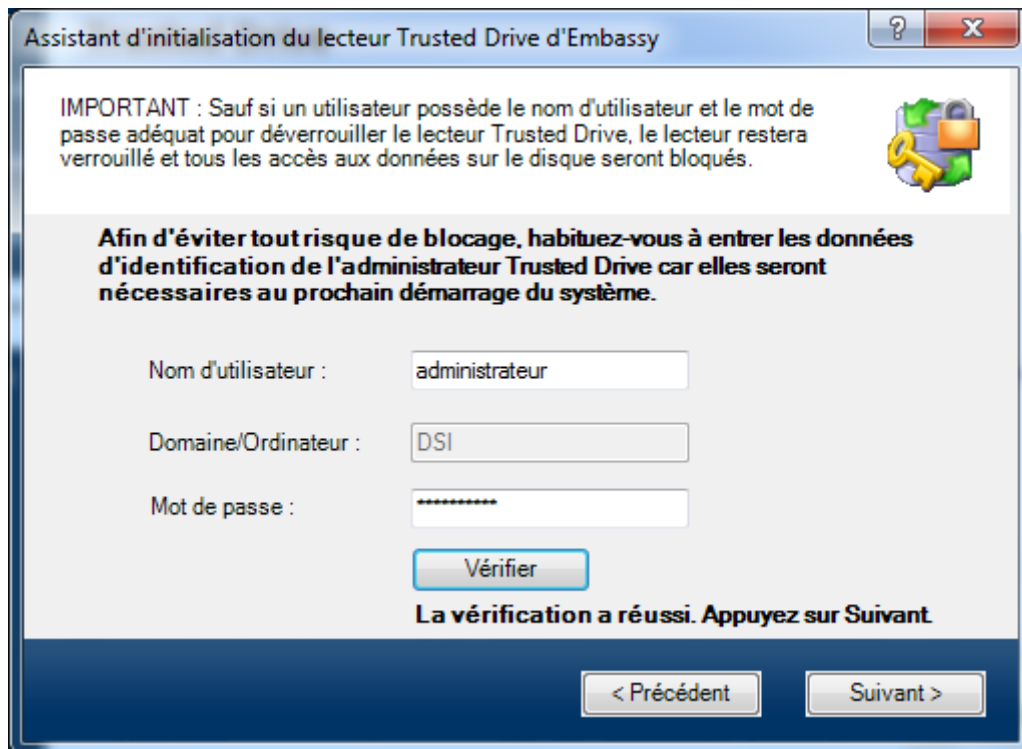 Assistant d'initialisation du lecteur Trusted Drive d'Embassy
IMPORTANT : Sauf si un utilisateur possède le nom d'utilisateur et le mot de
passe adéquat pour déverrouiller le lecteur Trusted Drive, le lecteur restera
verrouillé et tous les accès aux données sur le disque seront bloqués.
Afin d'éviter tout risque de blocage, habituez-vous à entrer les données
d'identification de l'administrateur Trusted Drive car elles seront
nécessaires au prochain démarrage du système.
Nom d'utilisateur : administrateur
Domaine/Ordinateur : DSI
Mot de passe : **********
Vérifier
La vérification a réussi. Appuyez sur Suivant.
< Précédent Suivant >